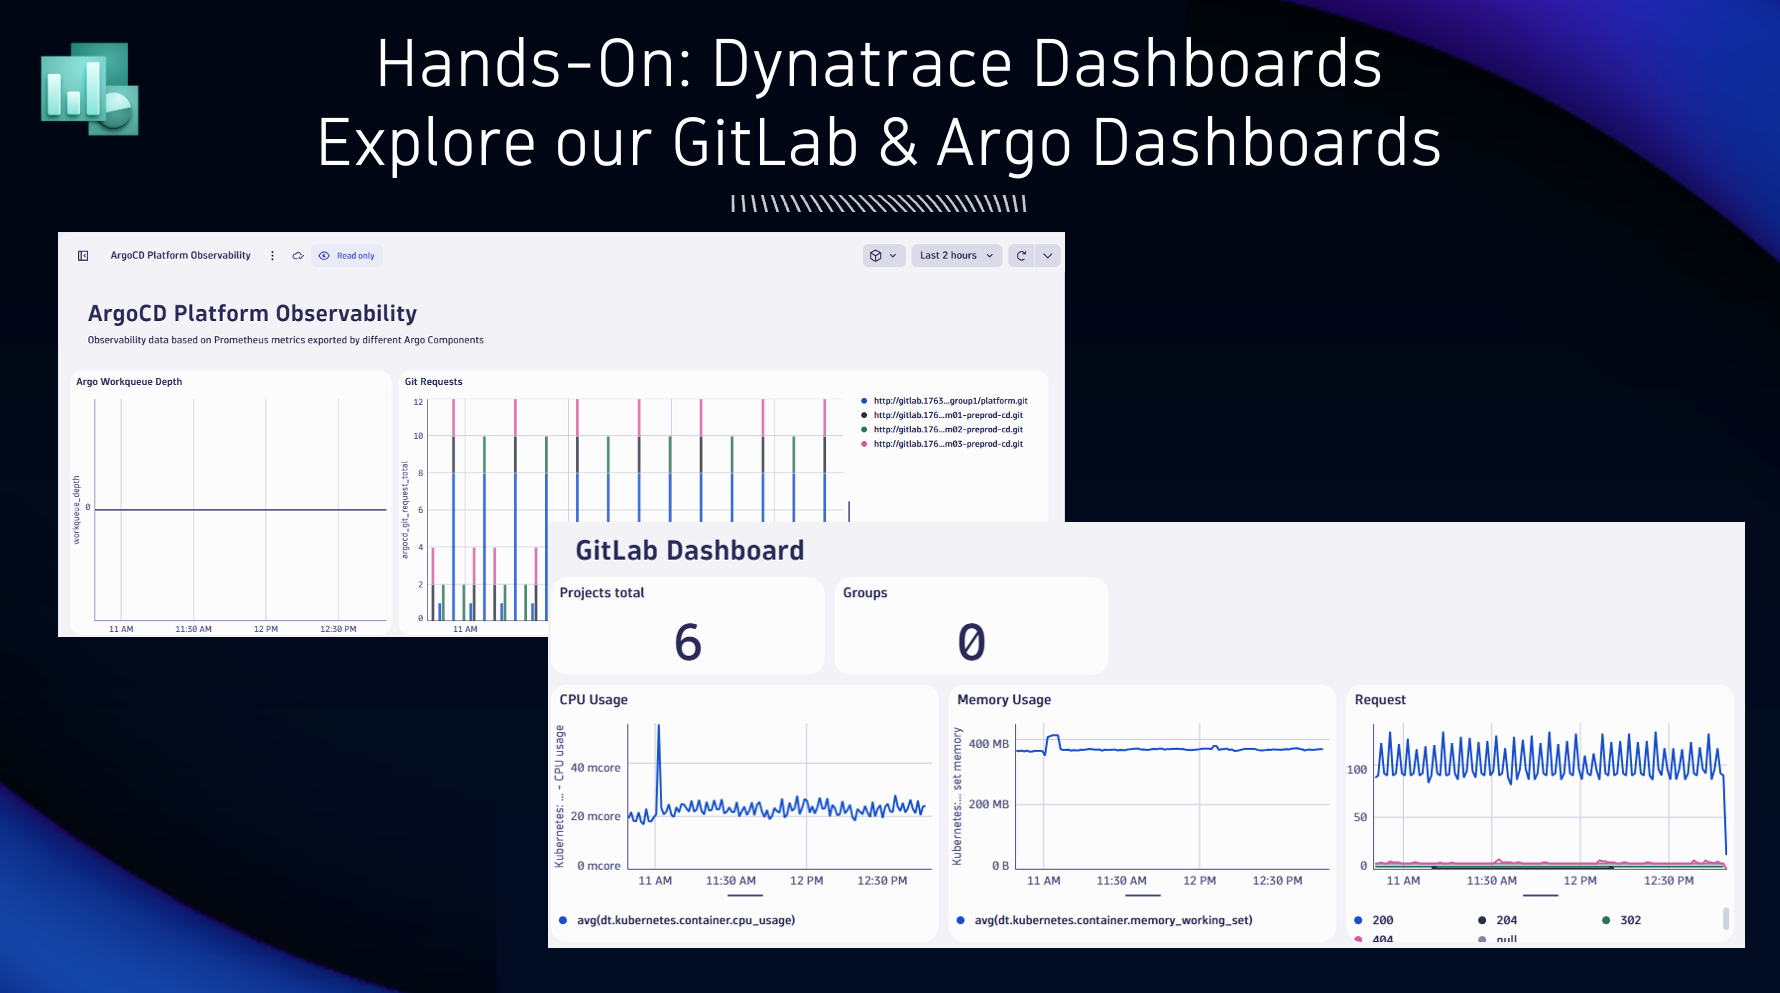 Hands-On: Dynatrace Dashboards
Explore our GitLab & Argo Dashboards
ArgoCD Platform Observability
Read only
Last 2 hours
ArgoCD Platform Observability
Observability data based on Prometheus metrics exported by different Argo Components
Argo Workqueue Depth
workqueue_depth
0
11 AM 11:30 AM 12 PM 12:30 PM
Git Requests
argocd_git_request_total
12
10
8
6
4
2
0
11 AM
http://gitlab.1763...group1/platform.git
http://gitlab.176...m01-preprod-cd.git
http://gitlab.176...m02-preprod-cd.git
http://gitlab.176...m03-preprod-cd.git
GitLab Dashboard
Projects total
6
Groups
0
CPU Usage
Kubernetes: ... - CPU usage
40 mcore
20 mcore
0 mcore
11 AM 11:30 AM 12 PM 12:30 PM
avg(dt.kubernetes.container.cpu_usage)
Memory Usage
Kubernetes:... set memory
400 MB
200 MB
0 B
11 AM 11:30 AM 12 PM 12:30 PM
avg(dt.kubernetes.container.memory_working_set)
Request
100
50
0
11 AM 11:30 AM 12 PM 12:30 PM
200 204 302
404 null